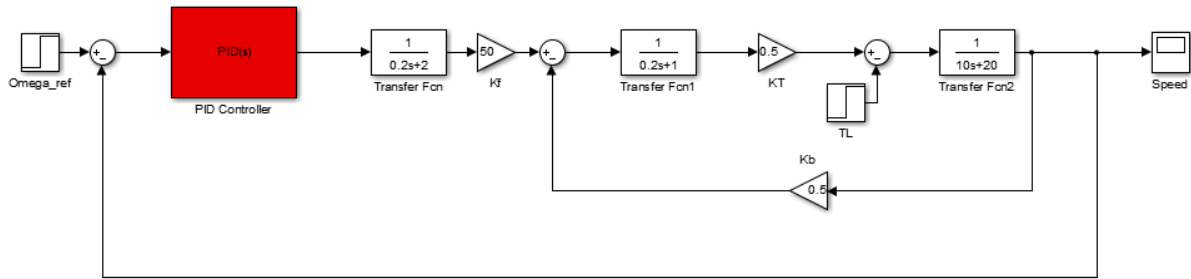 Omega_ref
PID(s)
PID Controller
1
0.2s+2
Transfer Fcn
50
Kf
1
0.2s+1
Transfer Fcn1
0.5
KT
TL
1
10s+20
Transfer Fcn2
Speed
Kb
0.5